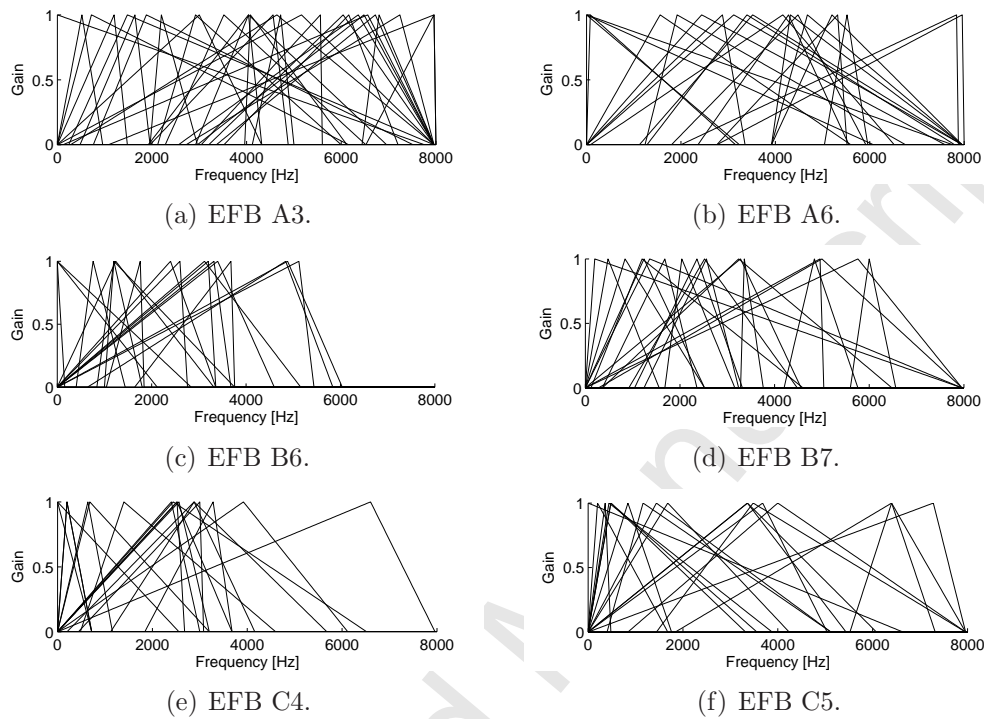 1
0.5
0
Gain
0 2000 4000 6000 8000
Frequency [Hz]
(a) EFB A3.
1
0.5
0
Gain
0 2000 4000 6000 8000
Frequency [Hz]
(b) EFB A6.
1
0.5
0
Gain
0 2000 4000 6000 8000
Frequency [Hz]
(c) EFB B6.
1
0.5
0
Gain
0 2000 4000 6000 8000
Frequency [Hz]
(d) EFB B7.
1
0.5
0
Gain
0 2000 4000 6000 8000
Frequency [Hz]
(e) EFB C4.
1
0.5
0
Gain
0 2000 4000 6000 8000
Frequency [Hz]
(f) EFB C5.